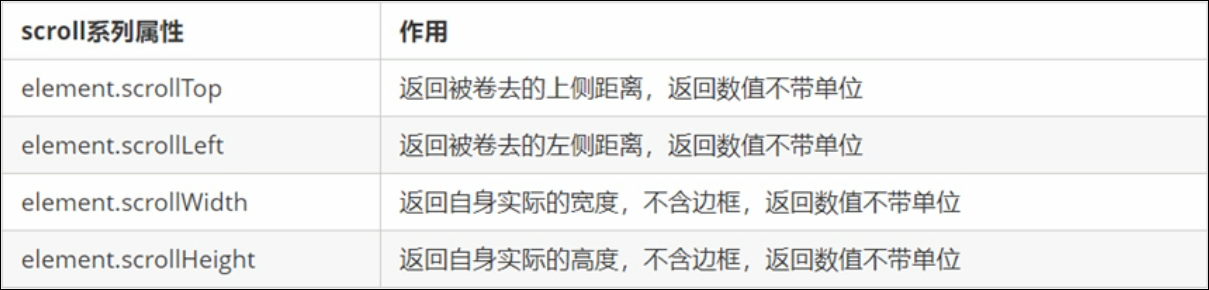 scroll系列属性 作用
element.scrollTop 返回被卷去的上侧距离，返回数值不带单位
element.scrollLeft 返回被卷去的左侧距离，返回数值不带单位
element.scrollWidth 返回自身实际的宽度，不含边框，返回数值不带单位
element.scrollHeight 返回自身实际的高度，不含边框，返回数值不带单位